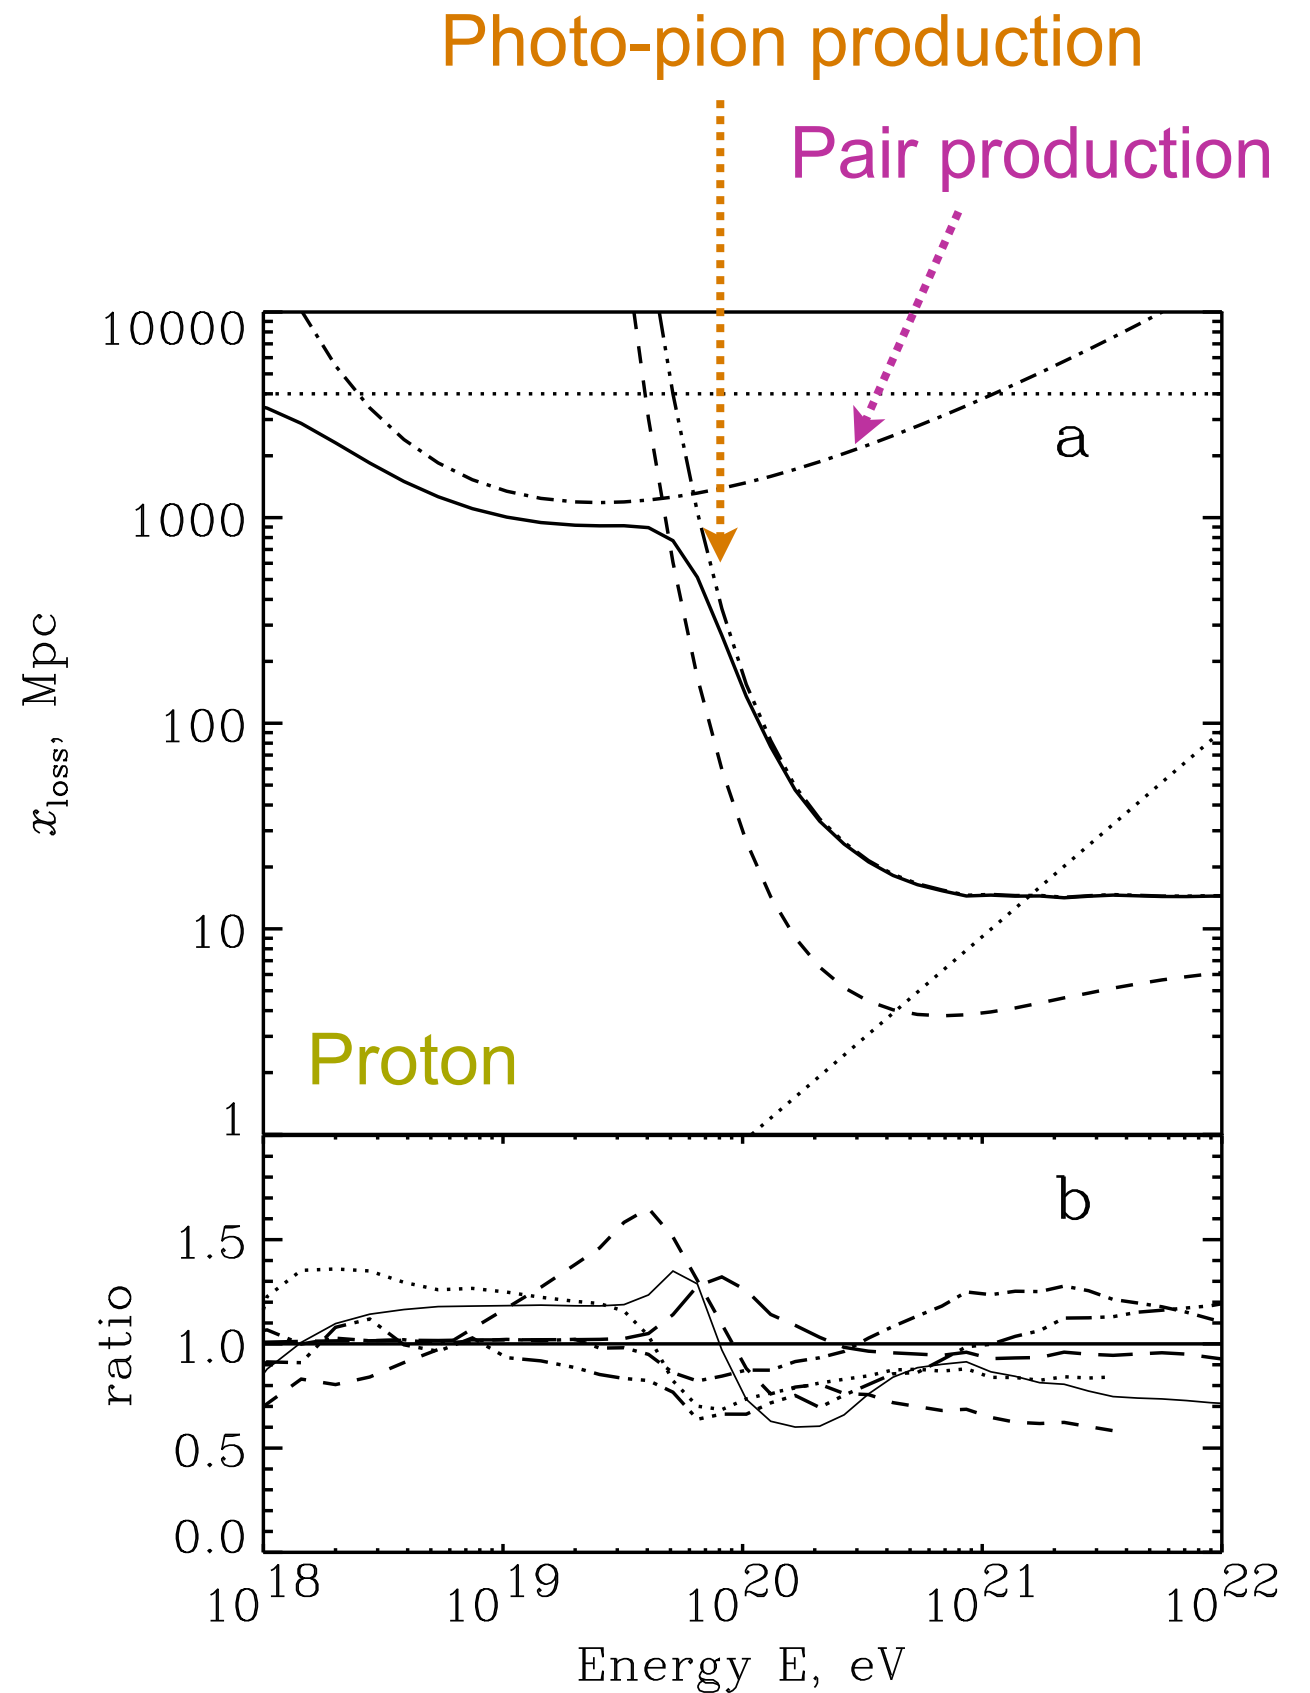 Photo-pion production
Pair production
10000
1000
100
10
1
x_loss, Mpc
a
Proton
b
1.5
1.0
0.5
0.0
ratio
10^18 10^19 10^20 10^21 10^22
Energy E, eV